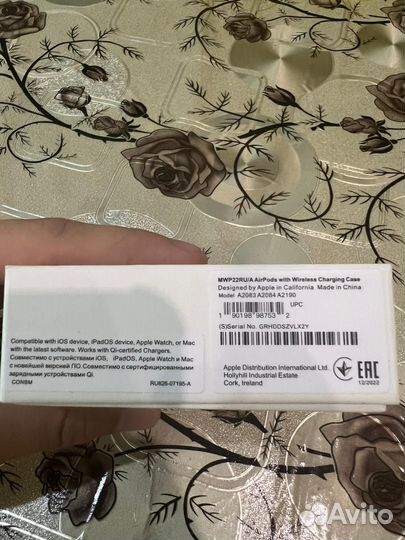 MWP22RU/A AirPods with Wireless Charging Case
Designed by Apple in California Made in China
Model A2083 A2084 A2190
UPC
1 90198 98753 2
(S)Serial No. GRHDDSZVLX2Y
Apple Distribution International Ltd.
Hollyhill Industrial Estate
Cork, Ireland
EAC
12/2022
Compatible with iOS device, iPadOS device, Apple Watch, or Mac
with the latest software. Works with Qi-certified Chargers.
Совместимо с устройствами iOS, iPadOS, Apple Watch и Mac
с новейшей версией ПО.Совместимо с сертифицированными
зарядными устройствами Qi.
CONBM RU826-07195-A
Avito